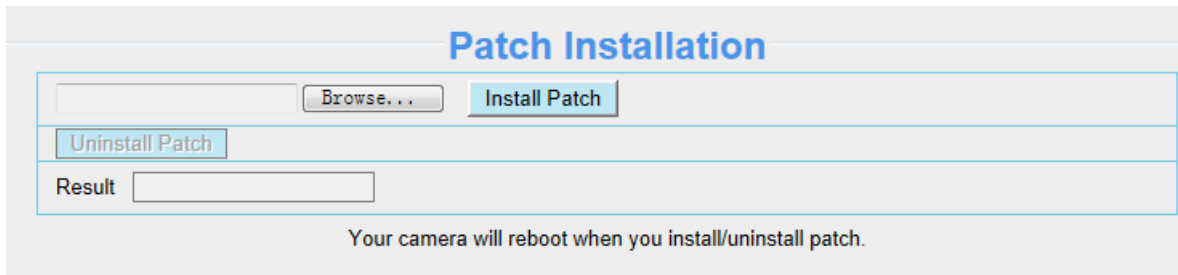 Patch Installation
Browse... Install Patch
Uninstall Patch
Result
Your camera will reboot when you install/uninstall patch.